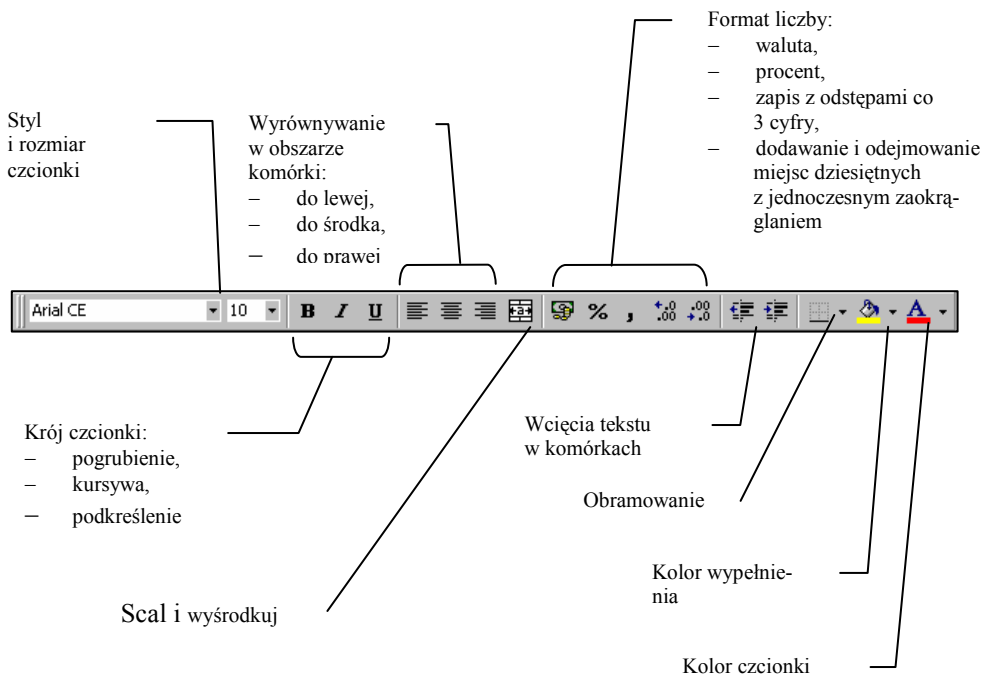 Format liczby:
– waluta,
– procent,
– zapis z odstępami co
3 cyfry,
– dodawanie i odejmowanie
miejsc dziesiętnych
z jednoczesnym zaokrą-
glaniem
Styl
i rozmiar
czcionki
Wyrównywanie
w obszarze
komórki:
– do lewej,
– do środka,
– do prawej
Arial CE 10 B I U % , ,0 ,00 ,00 ,0 A
Krój czcionki:
– pogrubienie,
– kursywa,
– podkreślenie
Wcięcia tekstu
w komórkach
Obramowanie
Kolor wypełnie-
nia
Scal i wyśrodkuj
Kolor czcionki